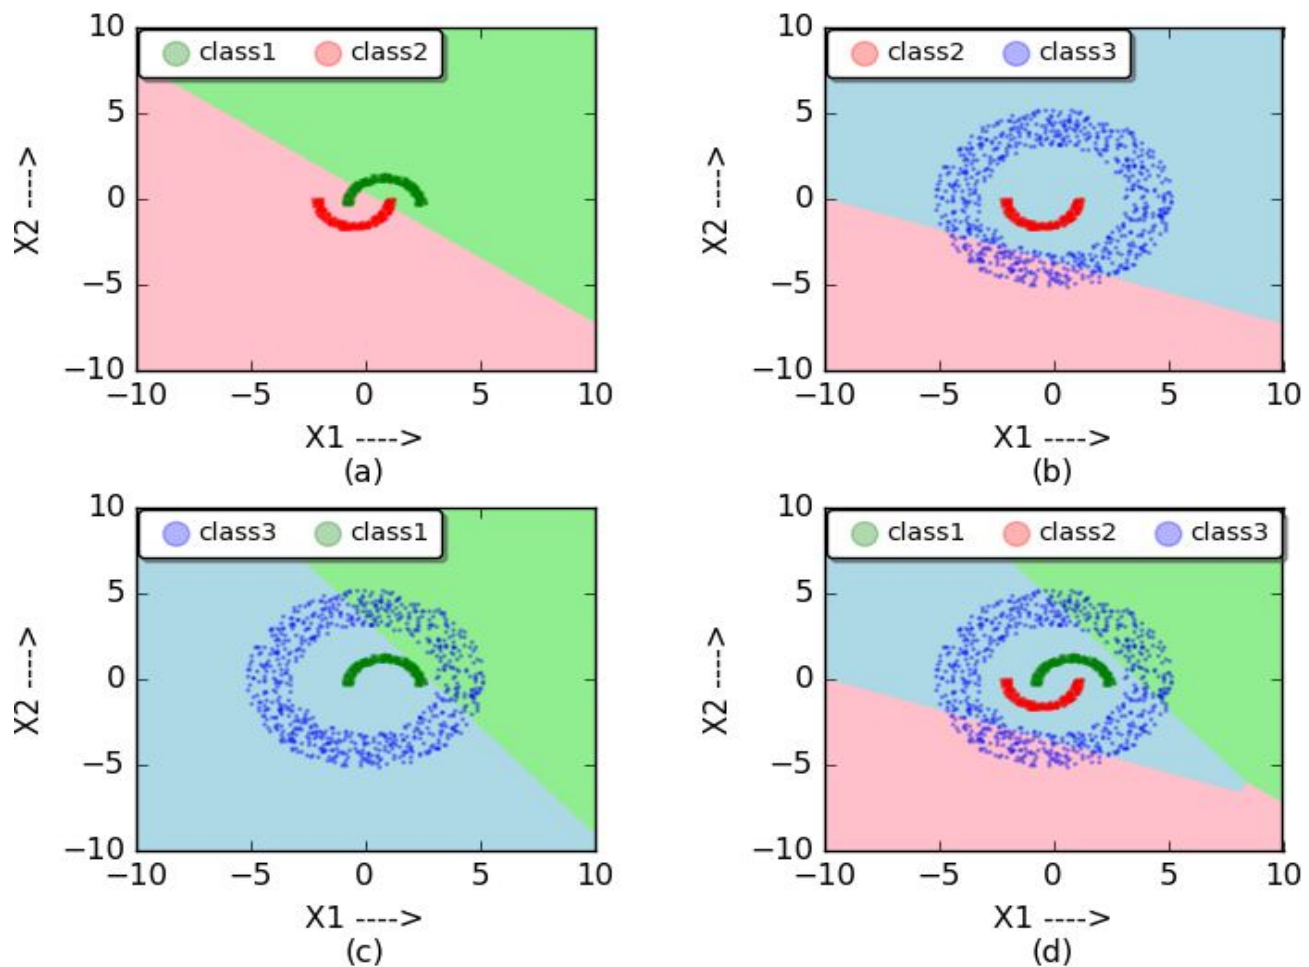 class1 class2
10
5
0
−5
−10
−10 −5 0 5 10
X2 ---->
X1 ---->
(a)
class2 class3
10
5
0
−5
−10
−10 −5 0 5 10
X2 ---->
X1 ---->
(b)
class3 class1
10
5
0
−5
−10
−10 −5 0 5 10
X2 ---->
X1 ---->
(c)
class1 class2 class3
10
5
0
−5
−10
−10 −5 0 5 10
X2 ---->
X1 ---->
(d)